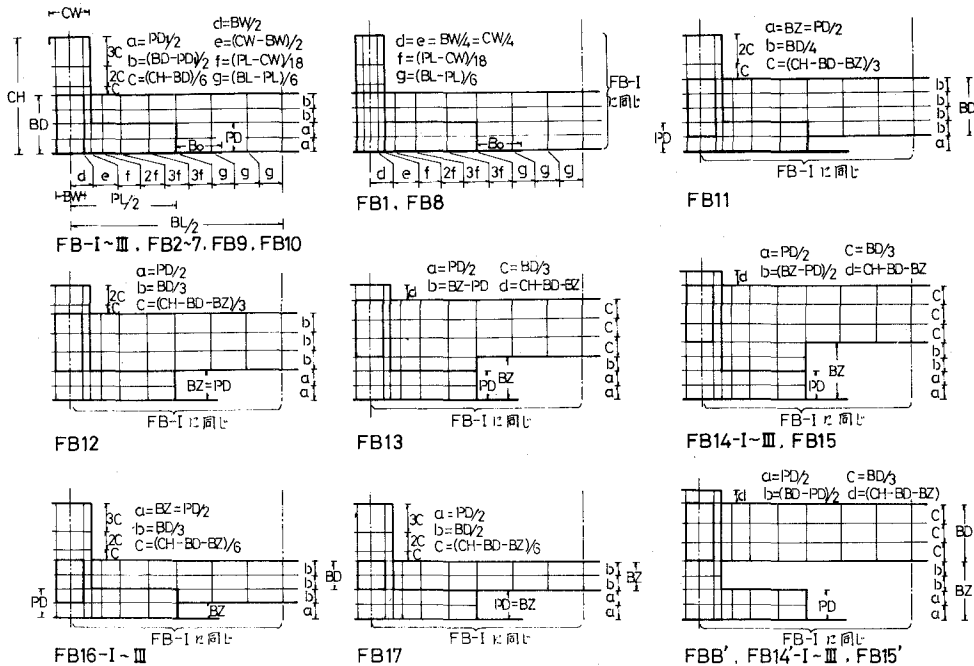 CW
a=PD/2
b=(BD-PD)/2
C=(CH-BD)/6
d=BW/2
e=(CW-BW)/2
f=(PL-CW)/18
g=(BL-PL)/6
3C
2C
C
CH
BD
PD
b
b
a
a
Bo
d e f 2f 3f 3f g g g
BW
PL/2
BL/2
FB-I~III, FB2~7, FB9, FB10
d=e=BW/4=CW/4
f=(PL-CW)/18
g=(BL-PL)/6
FB-I
に同じ
Bo
d e f 2f 3f 3f g g g
FB1, FB8
a=BZ=PD/2
b=BD/4
C=(CH-BD-BZ)/3
2C
C
PD
b
b
b
a
BD
FB-Iに同じ
FB11
a=PD/2
b=BD/3
C=(CH-BD-BZ)/3
2C
C
b
b
b
a
a
BZ=PD
FB-Iに同じ
FB12
a=PD/2 C=BD/3
b=BZ-PD d=CH-BD-BZ
d
C
C
C
b
a
a
PD
BZ
FB-Iに同じ
FB13
a=PD/2 C=BD/3
b=(BZ-PD)/2 d=CH-BD-BZ
d
C
C
C
b
b
a
a
PD
BZ
FB-Iに同じ
FB14-I~III, FB15
a=BZ=PD/2
b=BD/3
C=(CH-BD-BZ)/6
3C
2C
C
PD
BD
b
b
b
a
BZ
FB-Iに同じ
FB16-I~III
a=PD/2
b=BD/2
C=(CH-BD-BZ)/6
3C
2C
C
b
b
a
a
BZ
PD=BZ
FB-Iに同じ
FB17
a=PD/2 C=BD/3
b=(BD-PD)/2 d=(CH-BD-BZ)
d
C
C
C
b
b
a
a
BD
BZ
PD
FB-Iに同じ
FBB', FB14'-I~III, FB15'